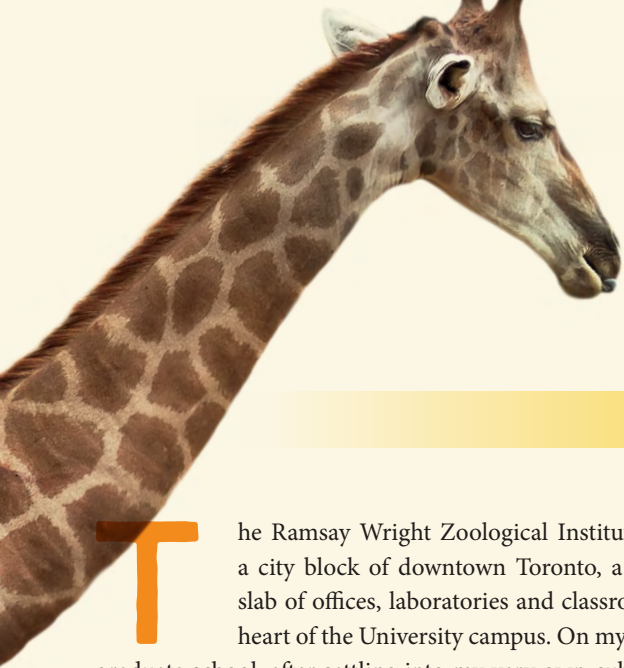 The Ramsay Wright Zoological Institu
a city block of downtown Toronto, a
slab of offices, laboratories and classro
heart of the University campus. On my